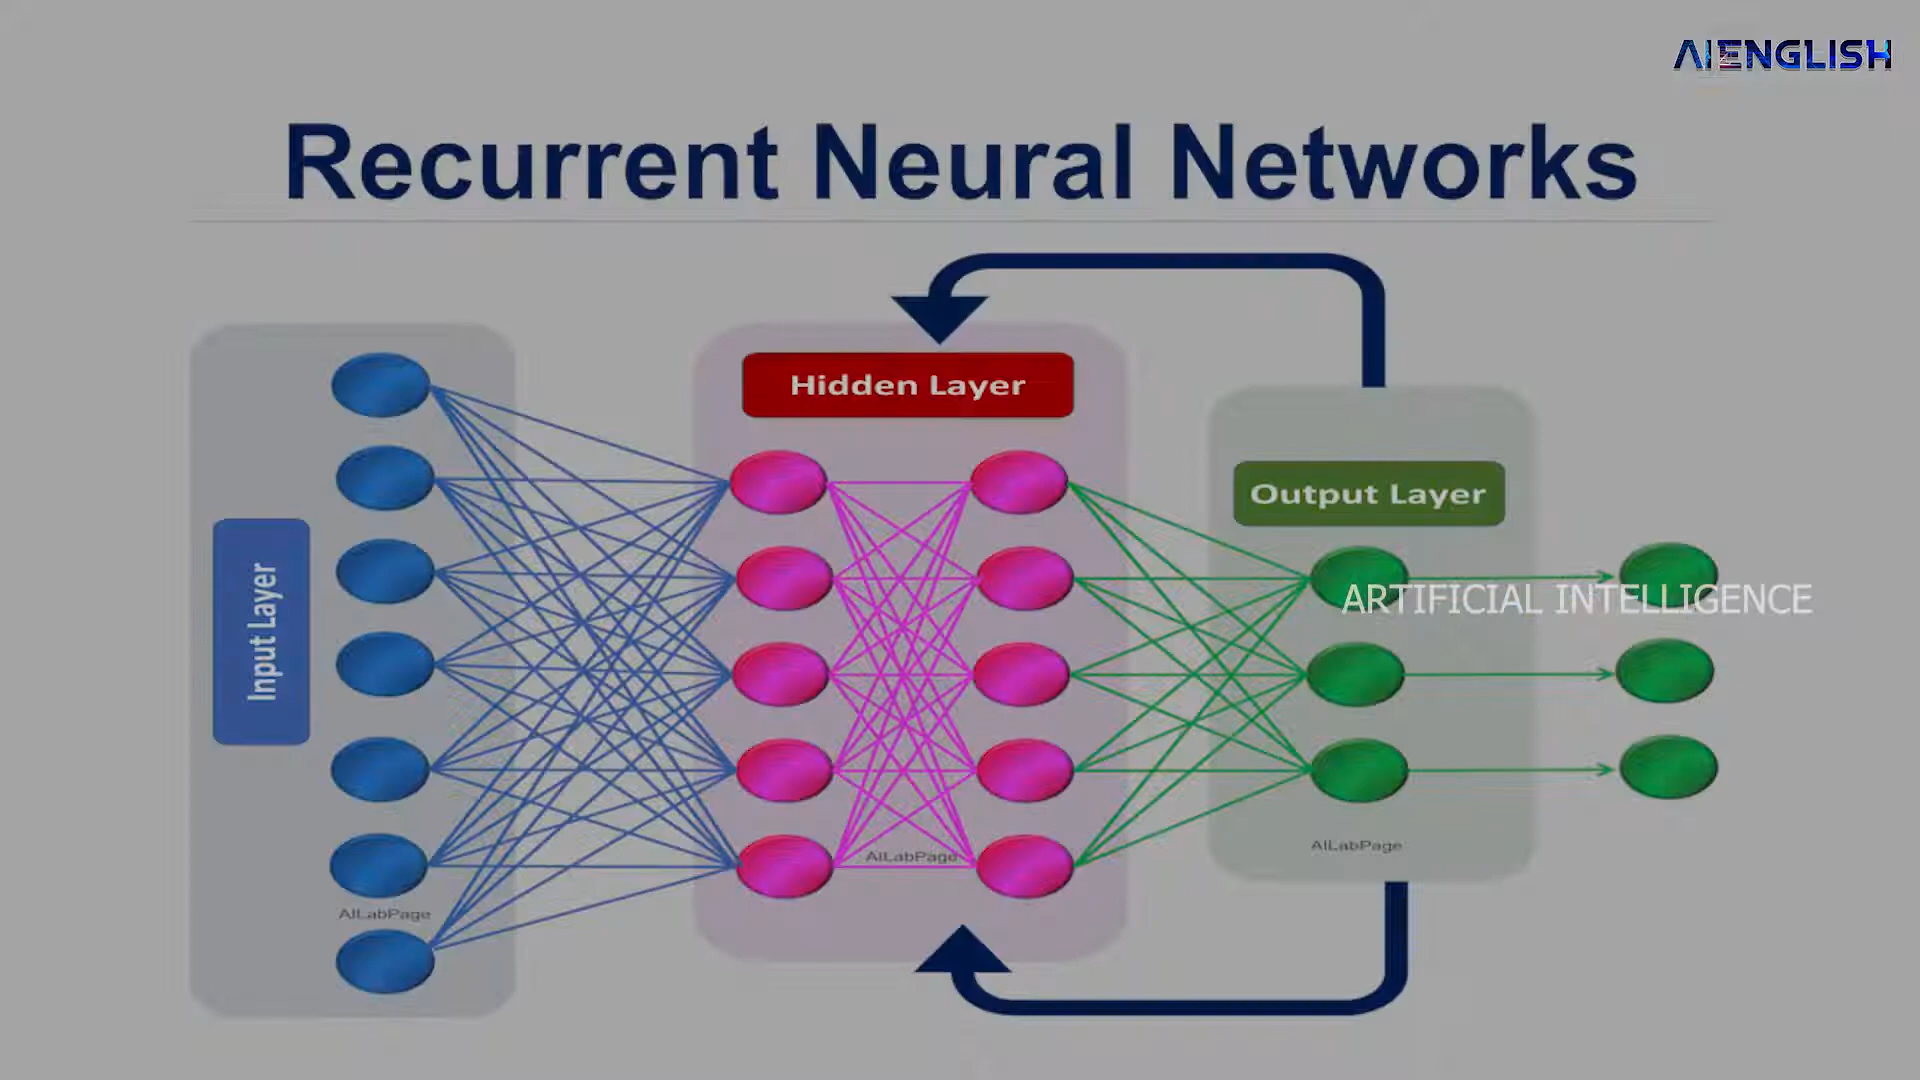 AIENGLISH
Recurrent Neural Networks
Hidden Layer
Output Layer
Input Layer
ARTIFICIAL INTELLIGENCE
AILabPage
AILabPage
AILabPage